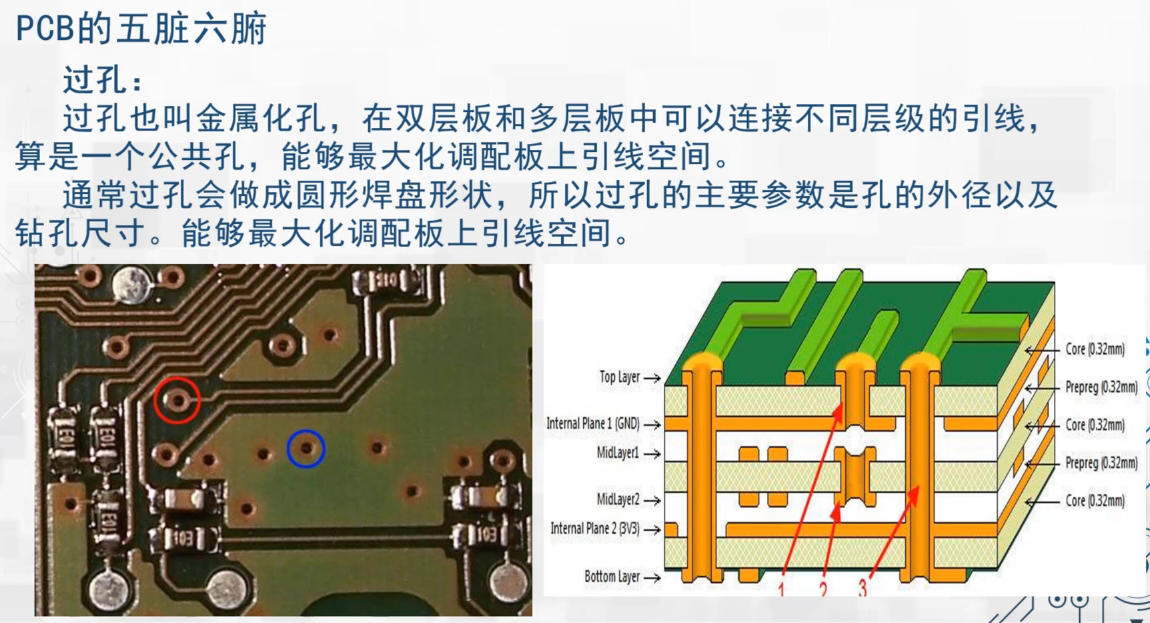 PCB的五脏六腑
过孔:
过孔也叫金属化孔，在双层板和多层板中可以连接不同层级的引线，
算是一个公共孔，能够最大化调配板上引线空间。
通常过孔会做成圆形焊盘形状，所以过孔的主要参数是孔的外径以及
钻孔尺寸。能够最大化调配板上引线空间。
103
103
103
103
103
Top Layer
Internal Plane 1 (GND)
MidLayer1
MidLayer2
Internal Plane 2 (3V3)
Bottom Layer
Core (0.32mm)
Prepreg (0.32mm)
Core (0.32mm)
Prepreg (0.32mm)
Core (0.32mm)
1
2
3